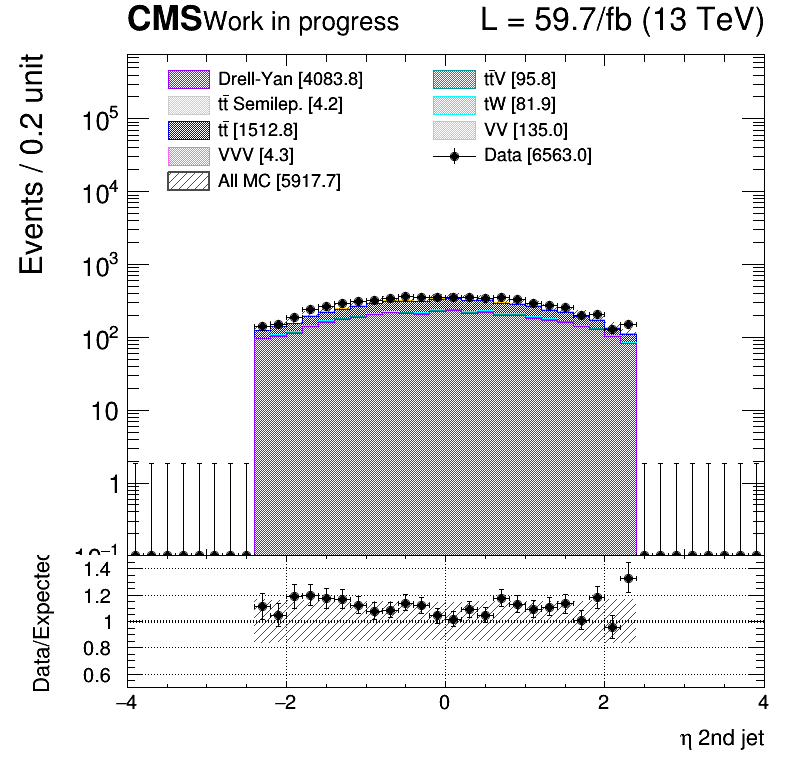 CMS Work in progress L = 59.7/fb (13 TeV)
Events / 0.2 unit
Drell-Yan [4083.8]
tt̄ Semilep. [4.2]
tt̄ [1512.8]
VVV [4.3]
All MC [5917.7]
tt̄V [95.8]
tW [81.9]
VV [135.0]
Data [6563.0]
10⁵
10⁴
10³
10²
10
1
10⁻¹
Data/Expected
1.4
1.2
1
0.8
0.6
−4 −2 0 2 4
η 2nd jet